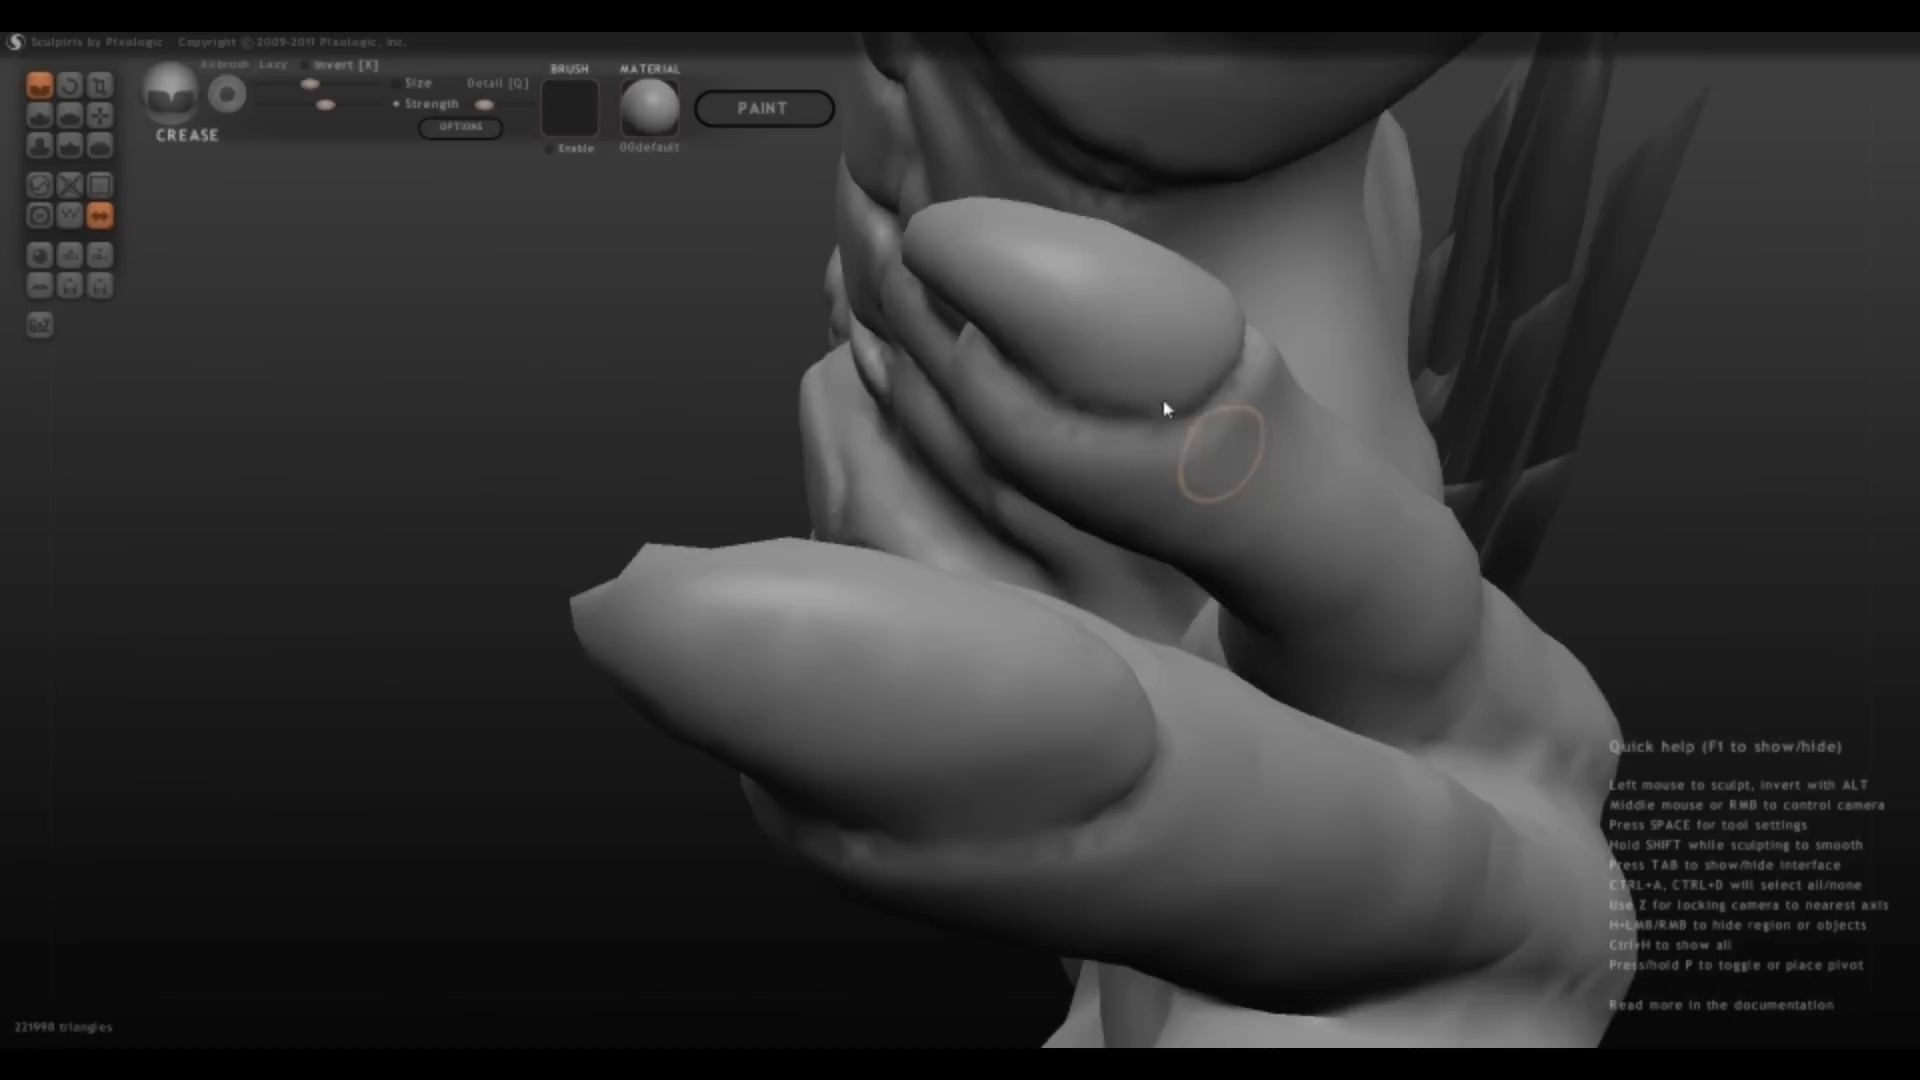 Sculptris by Pixologic   Copyright © 2009-2011 Pixologic, Inc.
Airbrush   Lazy   Invert [X]
Size   Detail [Q]
Strength
OPTIONS
CREASE
BRUSH
Enable
MATERIAL
00default
PAINT
GoZ
Quick help (F1 to show/hide)
Left mouse to sculpt, invert with ALT
Middle mouse or RMB to control camera
Press SPACE for tool settings
Hold SHIFT while sculpting to smooth
Press TAB to show/hide interface
CTRL+A, CTRL+D will select all/none
Use Z for locking camera to nearest axis
H+LMB/RMB to hide region or objects
Ctrl+H to show all
Press/hold P to toggle or place pivot
Read more in the documentation
221998 triangles